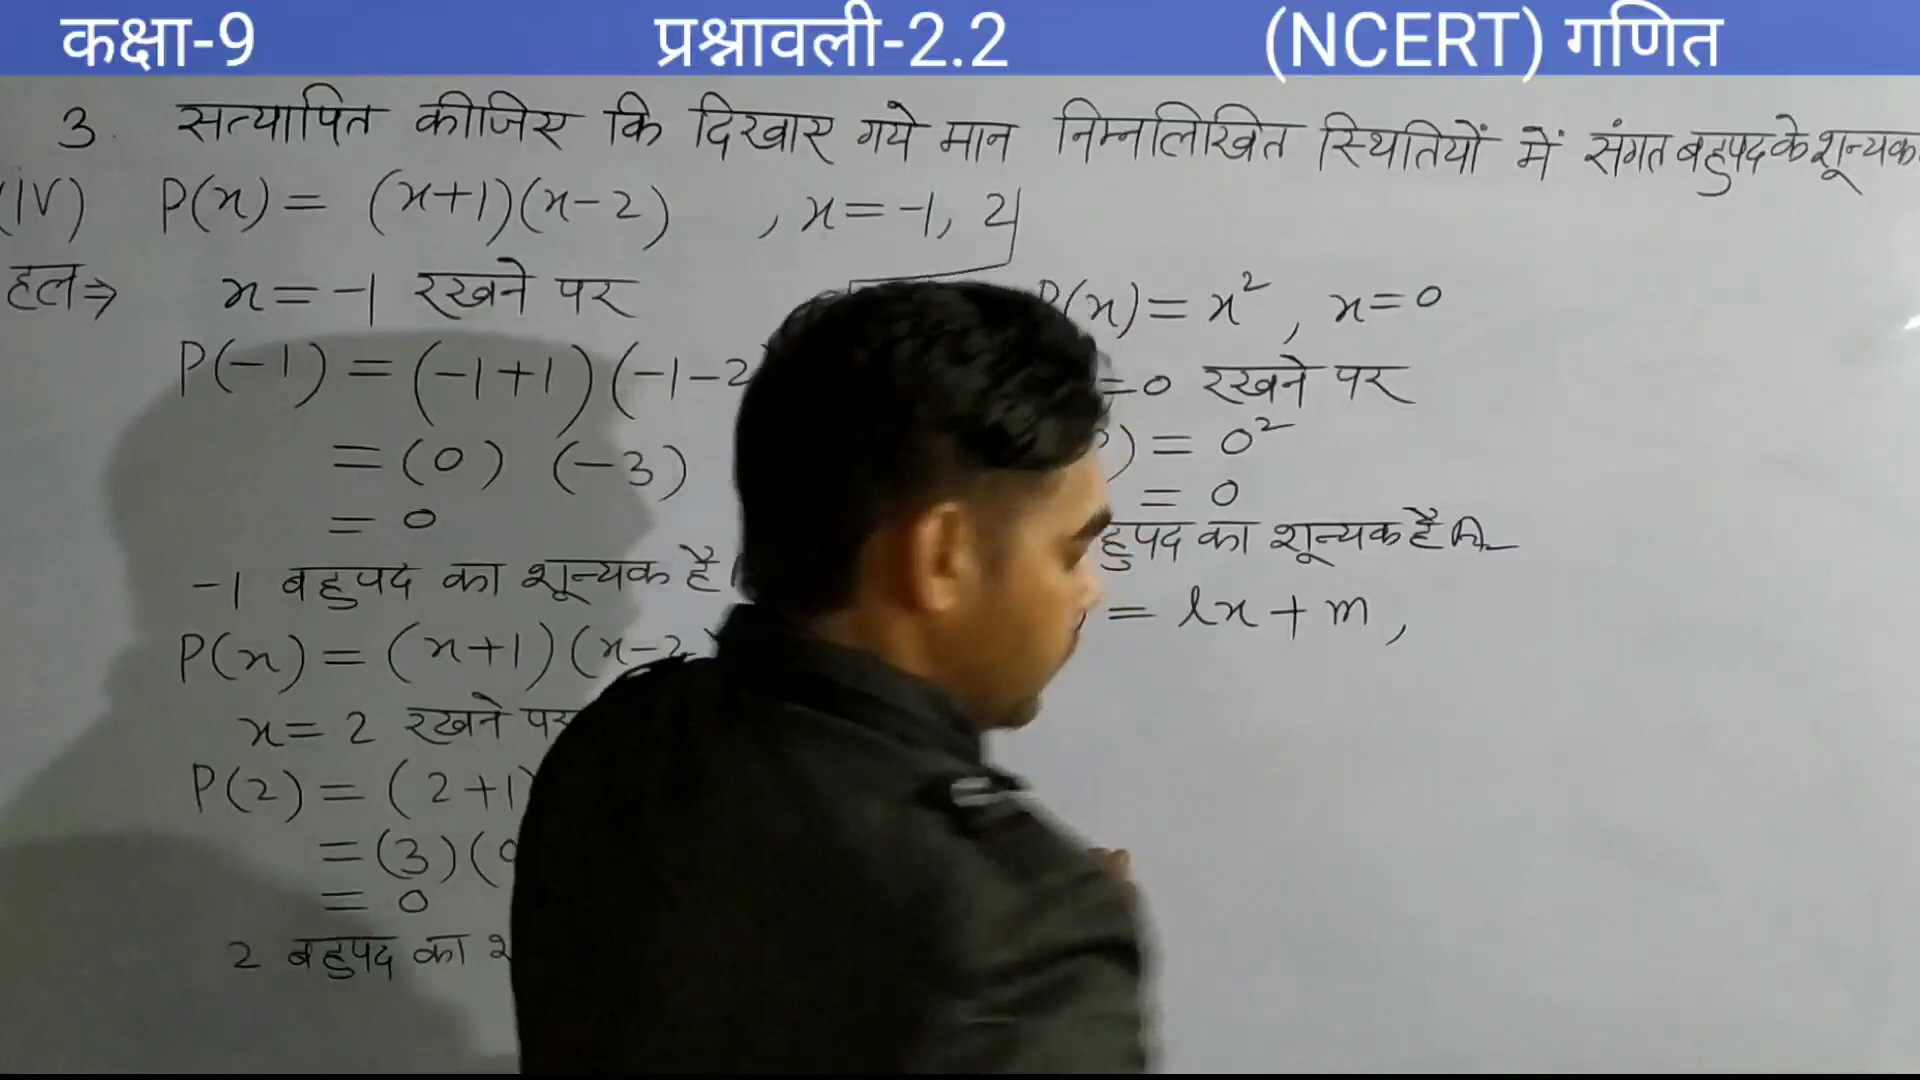 कक्षा-9 प्रश्नावली-2.2 (NCERT) गणित
3. सत्यापित कीजिए कि दिखाए गये मान निम्नलिखित स्थितियों में संगत बहुपद के शून्यक
(iv) P(x) = (x+1)(x-2) , x = -1, 2
हल⇒ x = -1 रखने पर
P(-1) = (-1+1)(-1-2
= (0) (-3)
= 0
-1 बहुपद का शून्यक है।
P(x) = (x+1)(x-2)
x = 2 रखने पर
P(2) = (2+1)
= (3)(0
= 0
2 बहुपद का
P(x) = x², x = 0
=0 रखने पर
) = 0²
= 0
हुपद का शून्यक है
= lx + m ,